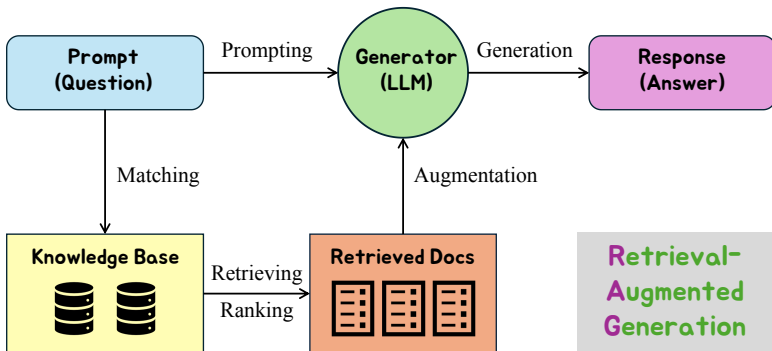 Prompt
(Question)
Prompting
Generator
(LLM)
Generation
Response
(Answer)
Matching
Augmentation
Knowledge Base
Retrieving
Ranking
Retrieved Docs
Retrieval-
Augmented
Generation